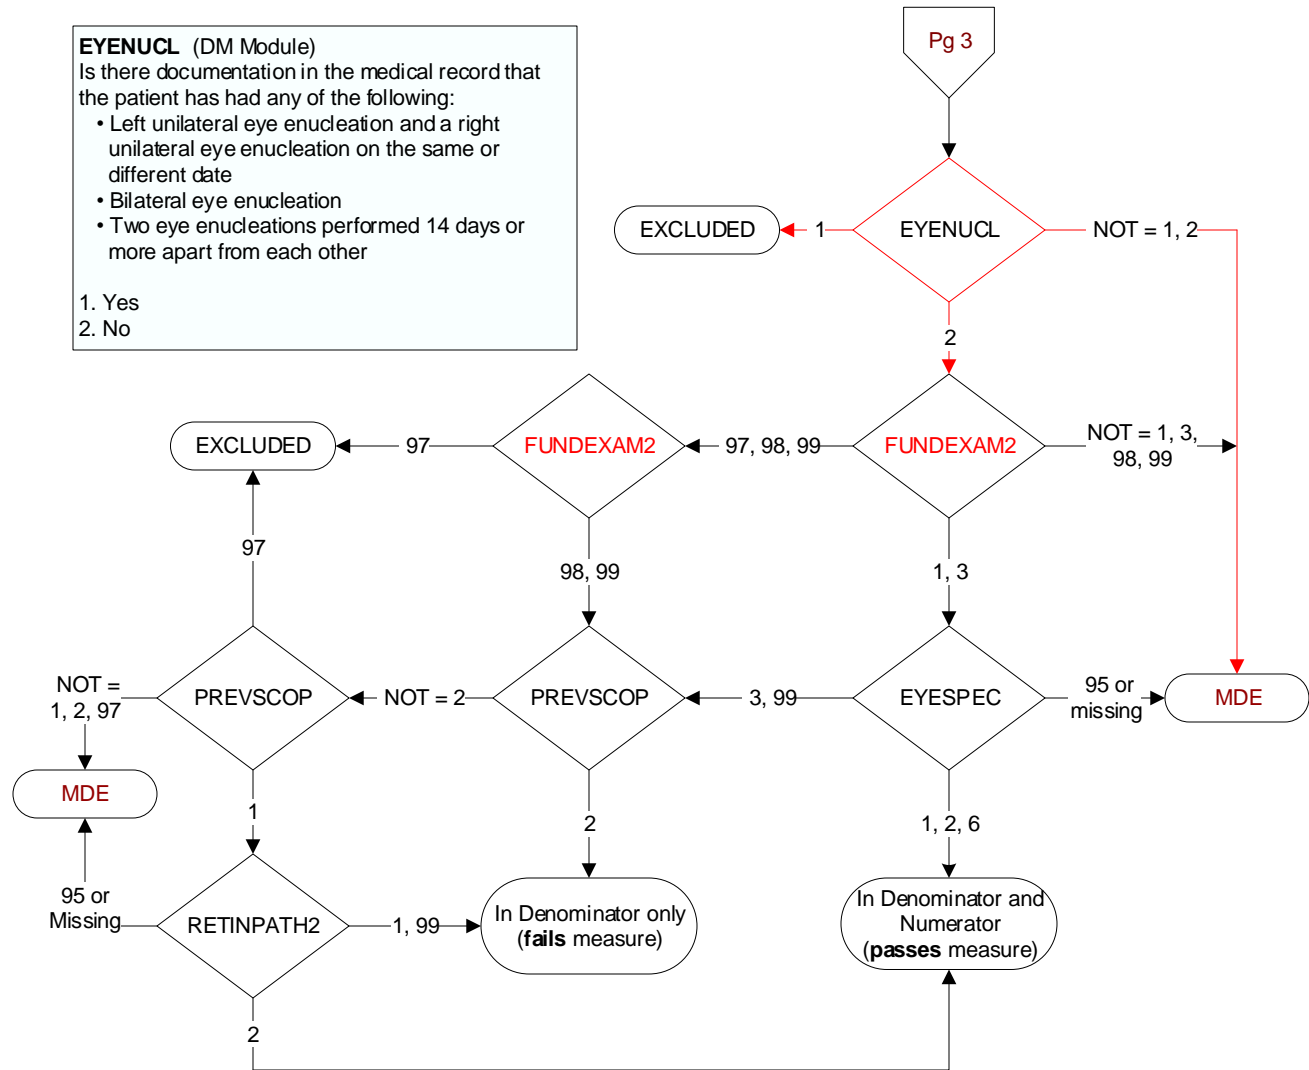 EYENUCL (DM Module)
Is there documentation in the medical record that
the patient has had any of the following:
• Left unilateral eye enucleation and a right
unilateral eye enucleation on the same or
different date
• Bilateral eye enucleation
• Two eye enucleations performed 14 days or
more apart from each other
1. Yes
2. No
Pg 3
EXCLUDED
1
EYENUCL
NOT = 1, 2
2
EXCLUDED
97
FUNDEXAM2
97, 98, 99
FUNDEXAM2
NOT = 1, 3,
98, 99
97
98, 99
1, 3
NOT =
1, 2, 97
PREVSCOP
NOT = 2
PREVSCOP
3, 99
EYESPEC
95 or
missing
MDE
MDE
1
2
1, 2, 6
95 or
Missing
RETINPATH2
1, 99
In Denominator only
(fails measure)
In Denominator and
Numerator
(passes measure)
2